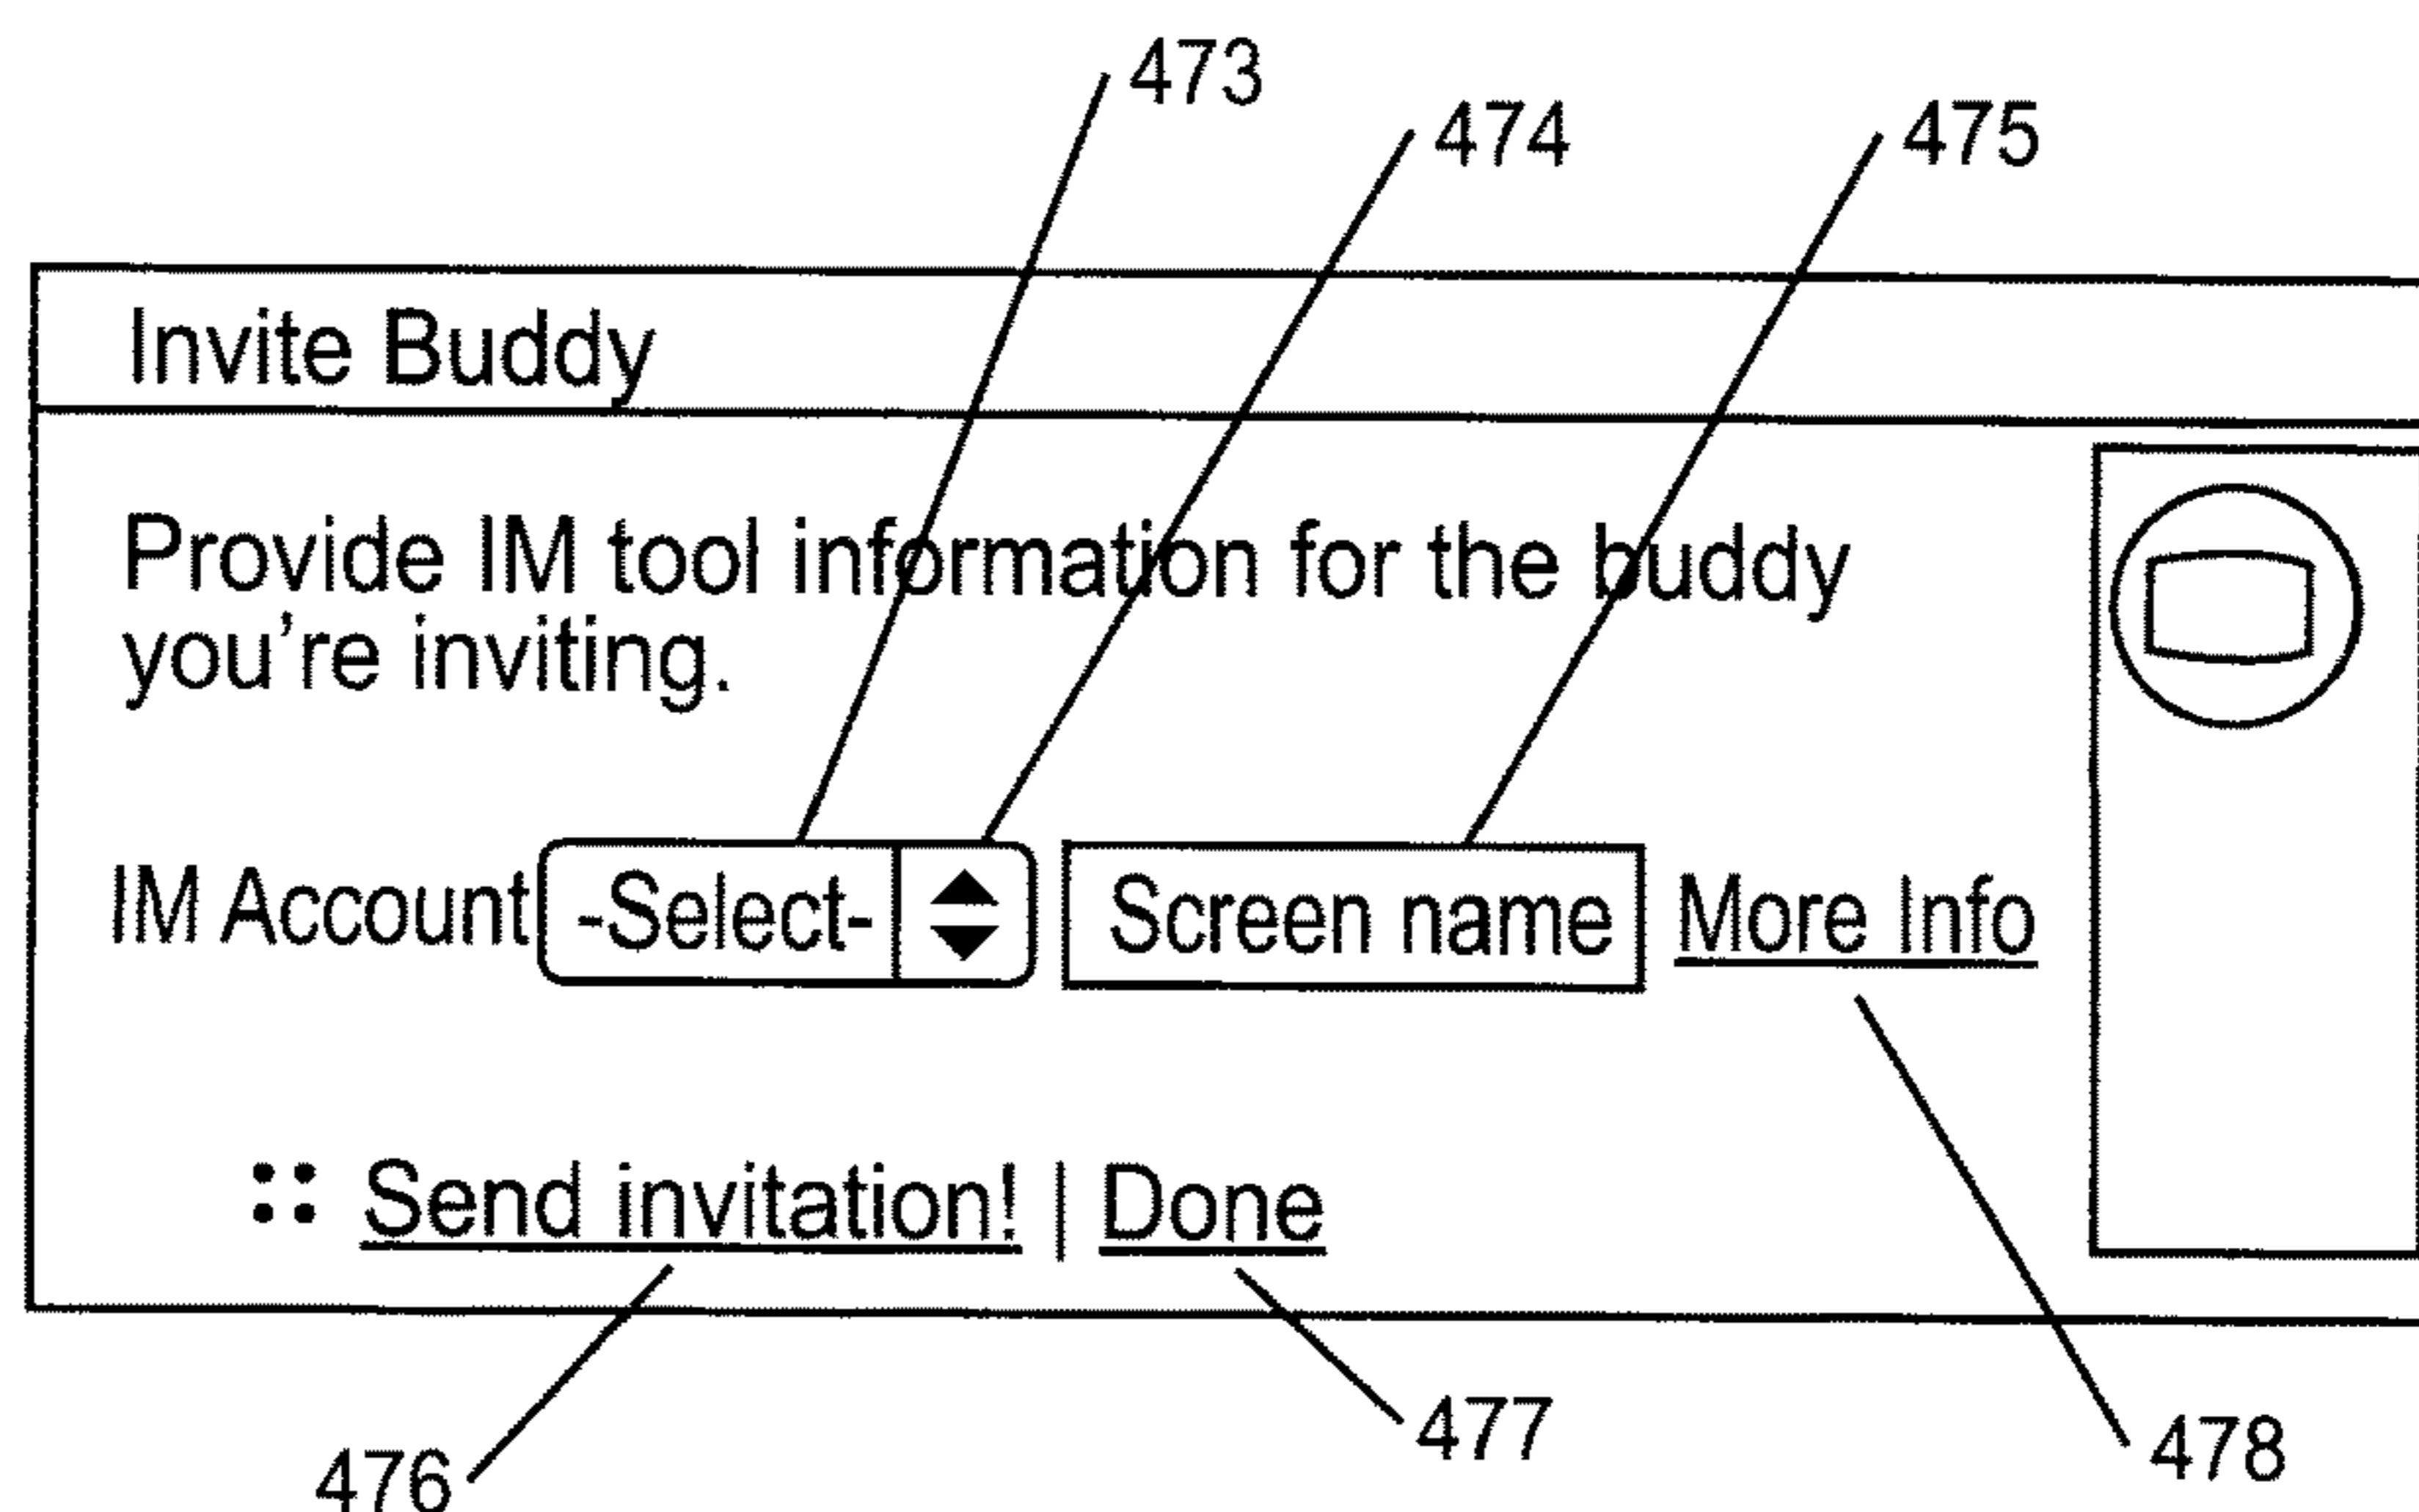 473
474
475
Invite Buddy
Provide IM tool information for the buddy
you're inviting.
IM Account -Select- Screen name More Info
Send invitation! | Done
476
477
478